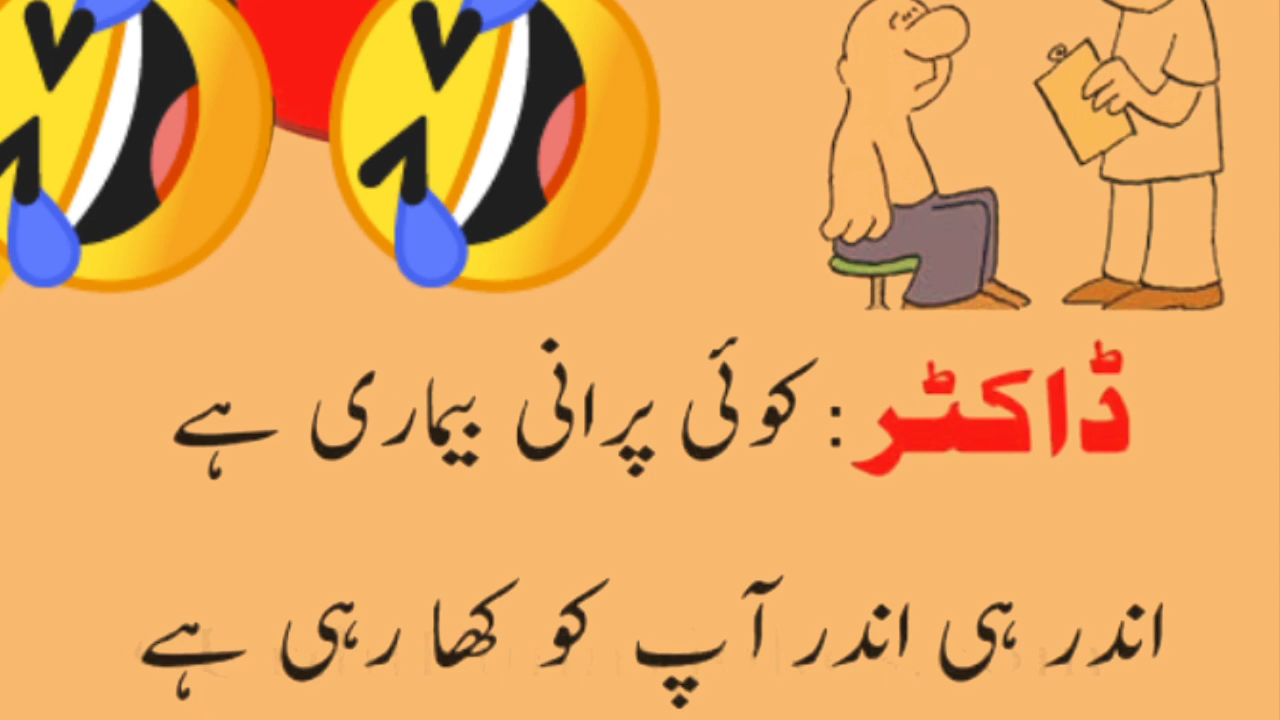 ڈاکٹر : کوئی پرانی بیماری ہے
اندر ہی اندر آپ کو کھا رہی ہے